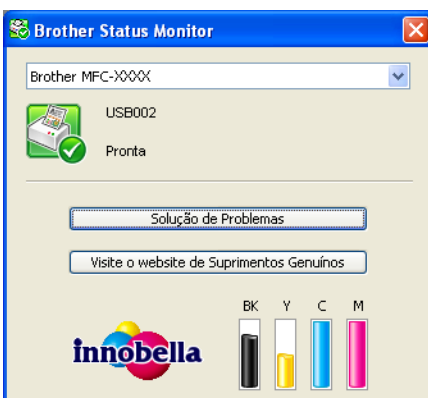 Brother Status Monitor
Brother MFC-XXXX
USB002
Pronta
Solução de Problemas
Visite o website de Suprimentos Genuínos
BK Y C M
innobella